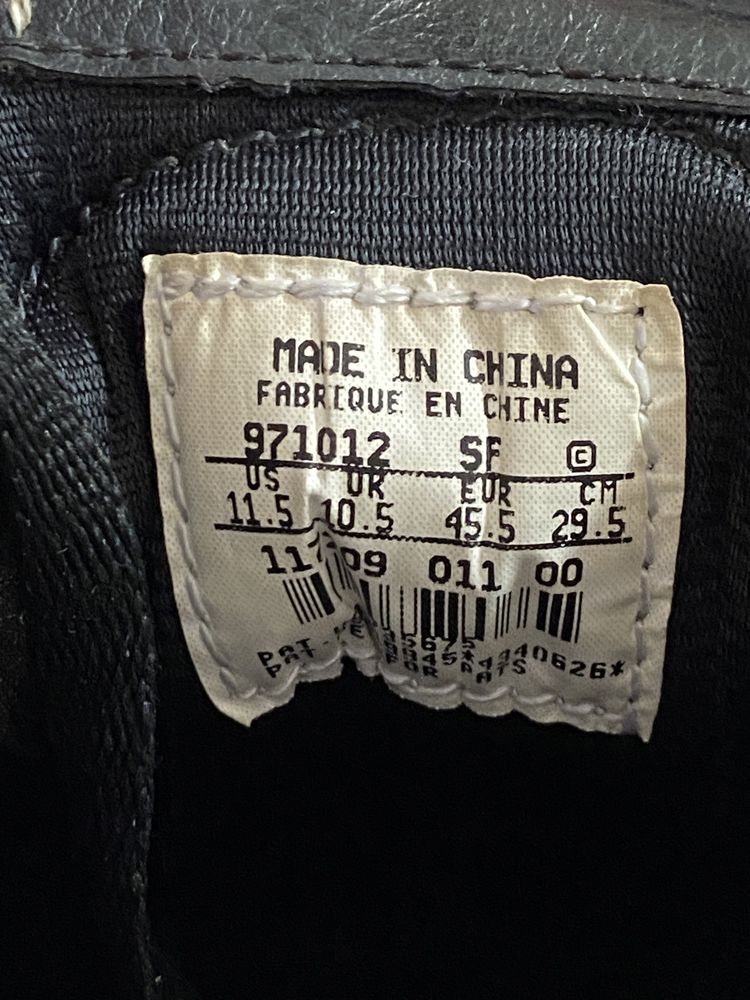 MADE IN CHINA
FABRIQUE EN CHINE
971012 SF ©
US UK EUR CM
11.5 10.5 45.5 29.5
011 00